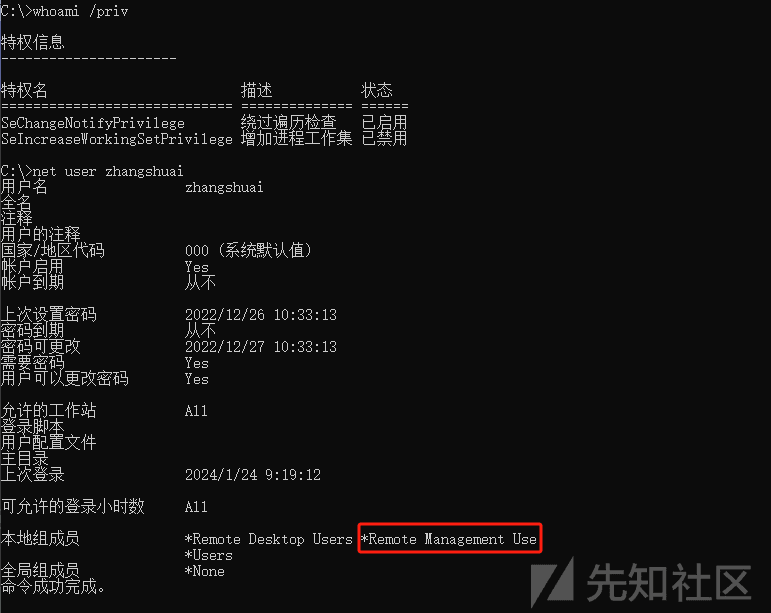 C:\>whoami /priv
特权信息
----------------------
特权名 描述 状态
============================= ============== ======
SeChangeNotifyPrivilege 绕过遍历检查 已启用
SeIncreaseWorkingSetPrivilege 增加进程工作集 已禁用
C:\>net user zhangshuai
用户名 zhangshuai
全名
注释
用户的注释
国家/地区代码 000 (系统默认值)
帐户启用 Yes
帐户到期 从不
上次设置密码 2022/12/26 10:33:13
密码到期 从不
密码可更改 2022/12/27 10:33:13
需要密码 Yes
用户可以更改密码 Yes
允许的工作站 All
登录脚本
用户配置文件
主目录
上次登录 2024/1/24 9:19:12
可允许的登录小时数 All
本地组成员 *Remote Desktop Users *Remote Management Use
*Users
全局组成员 *None
命令成功完成。
先知社区